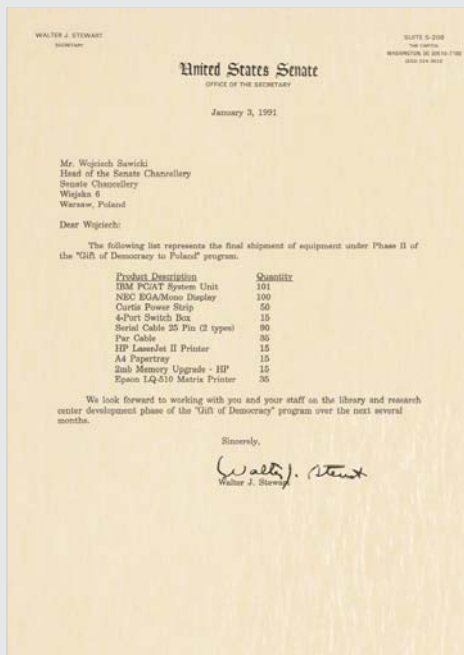 WALTER J. STEWART
SECRETARY
SUITE S-208
THE CAPITOL
WASHINGTON, DC 20510-7100
United States Senate
OFFICE OF THE SECRETARY
January 3, 1991
Mr. Wojciech Sawicki
Head of the Senate Chancellery
Senate Chancellery
Wiejska 6
Warsaw, Poland
Dear Wojciech:
The following list represents the final shipment of equipment under Phase II of
the "Gift of Democracy to Poland" program.
Product Description Quantity
IBM PC/AT System Unit 101
NEC EGA/Mono Display 100
Curtis Power Strip 50
4-Port Switch Box 15
Serial Cable 25 Pin (2 types) 90
Par Cable 35
HP LaserJet II Printer 15
A4 Papertray 15
2mb Memory Upgrade - HP 15
Epson LQ-510 Matrix Printer 35
We look forward to working with you and your staff on the library and research
center development phase of the "Gift of Democracy" program over the next several
months.
Sincerely,
Walter J. Stewart
Walter J. Stewart